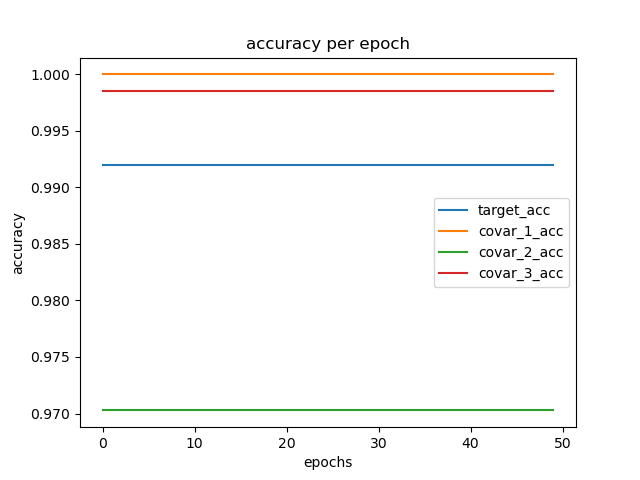 accuracy per epoch
accuracy
1.000
0.995
0.990
0.985
0.980
0.975
0.970
target_acc
covar_1_acc
covar_2_acc
covar_3_acc
0 10 20 30 40 50
epochs